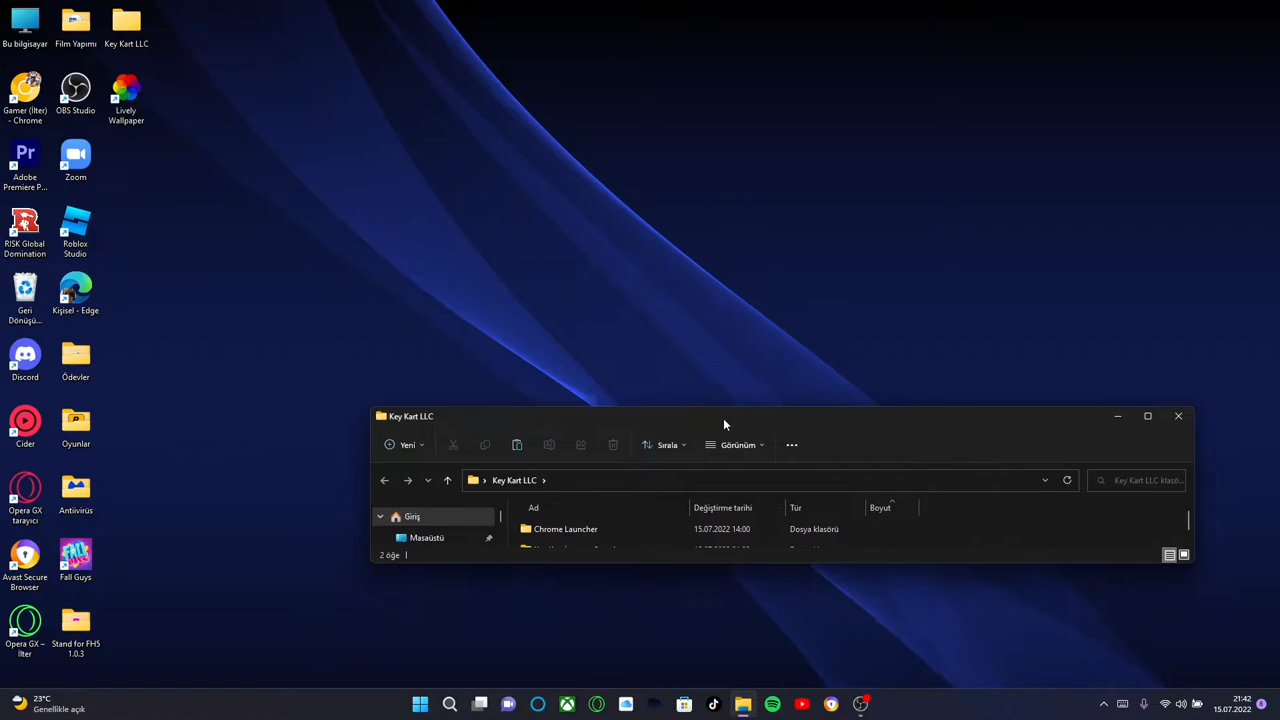 Bu bilgisayar
Film Yapımı
Key Kart LLC
Gamer (İlter)
- Chrome
OBS Studio
Lively
Wallpaper
Pr
Adobe
Premiere P...
Zoom
RISK Global
Domination
Roblox
Studio
Geri
Dönüşü...
Kişisel - Edge
Discord
Ödevler
Cider
Oyunlar
Opera GX
tarayıcı
Antiivirüs
Avast Secure
Browser
FALL GUYS
Fall Guys
Opera GX –
İlter
Stand for FH5
1.0.3
Key Kart LLC
Yeni
Sırala
Görünüm
Key Kart LLC
Key Kart LLC klasö...
Ad
Değiştirme tarihi
Tür
Boyut
Giriş
Chrome Launcher
15.07.2022 14:00
Dosya klasörü
Masaüstü
2 öğe
23°C
Genellikle açık
21:42
15.07.2022